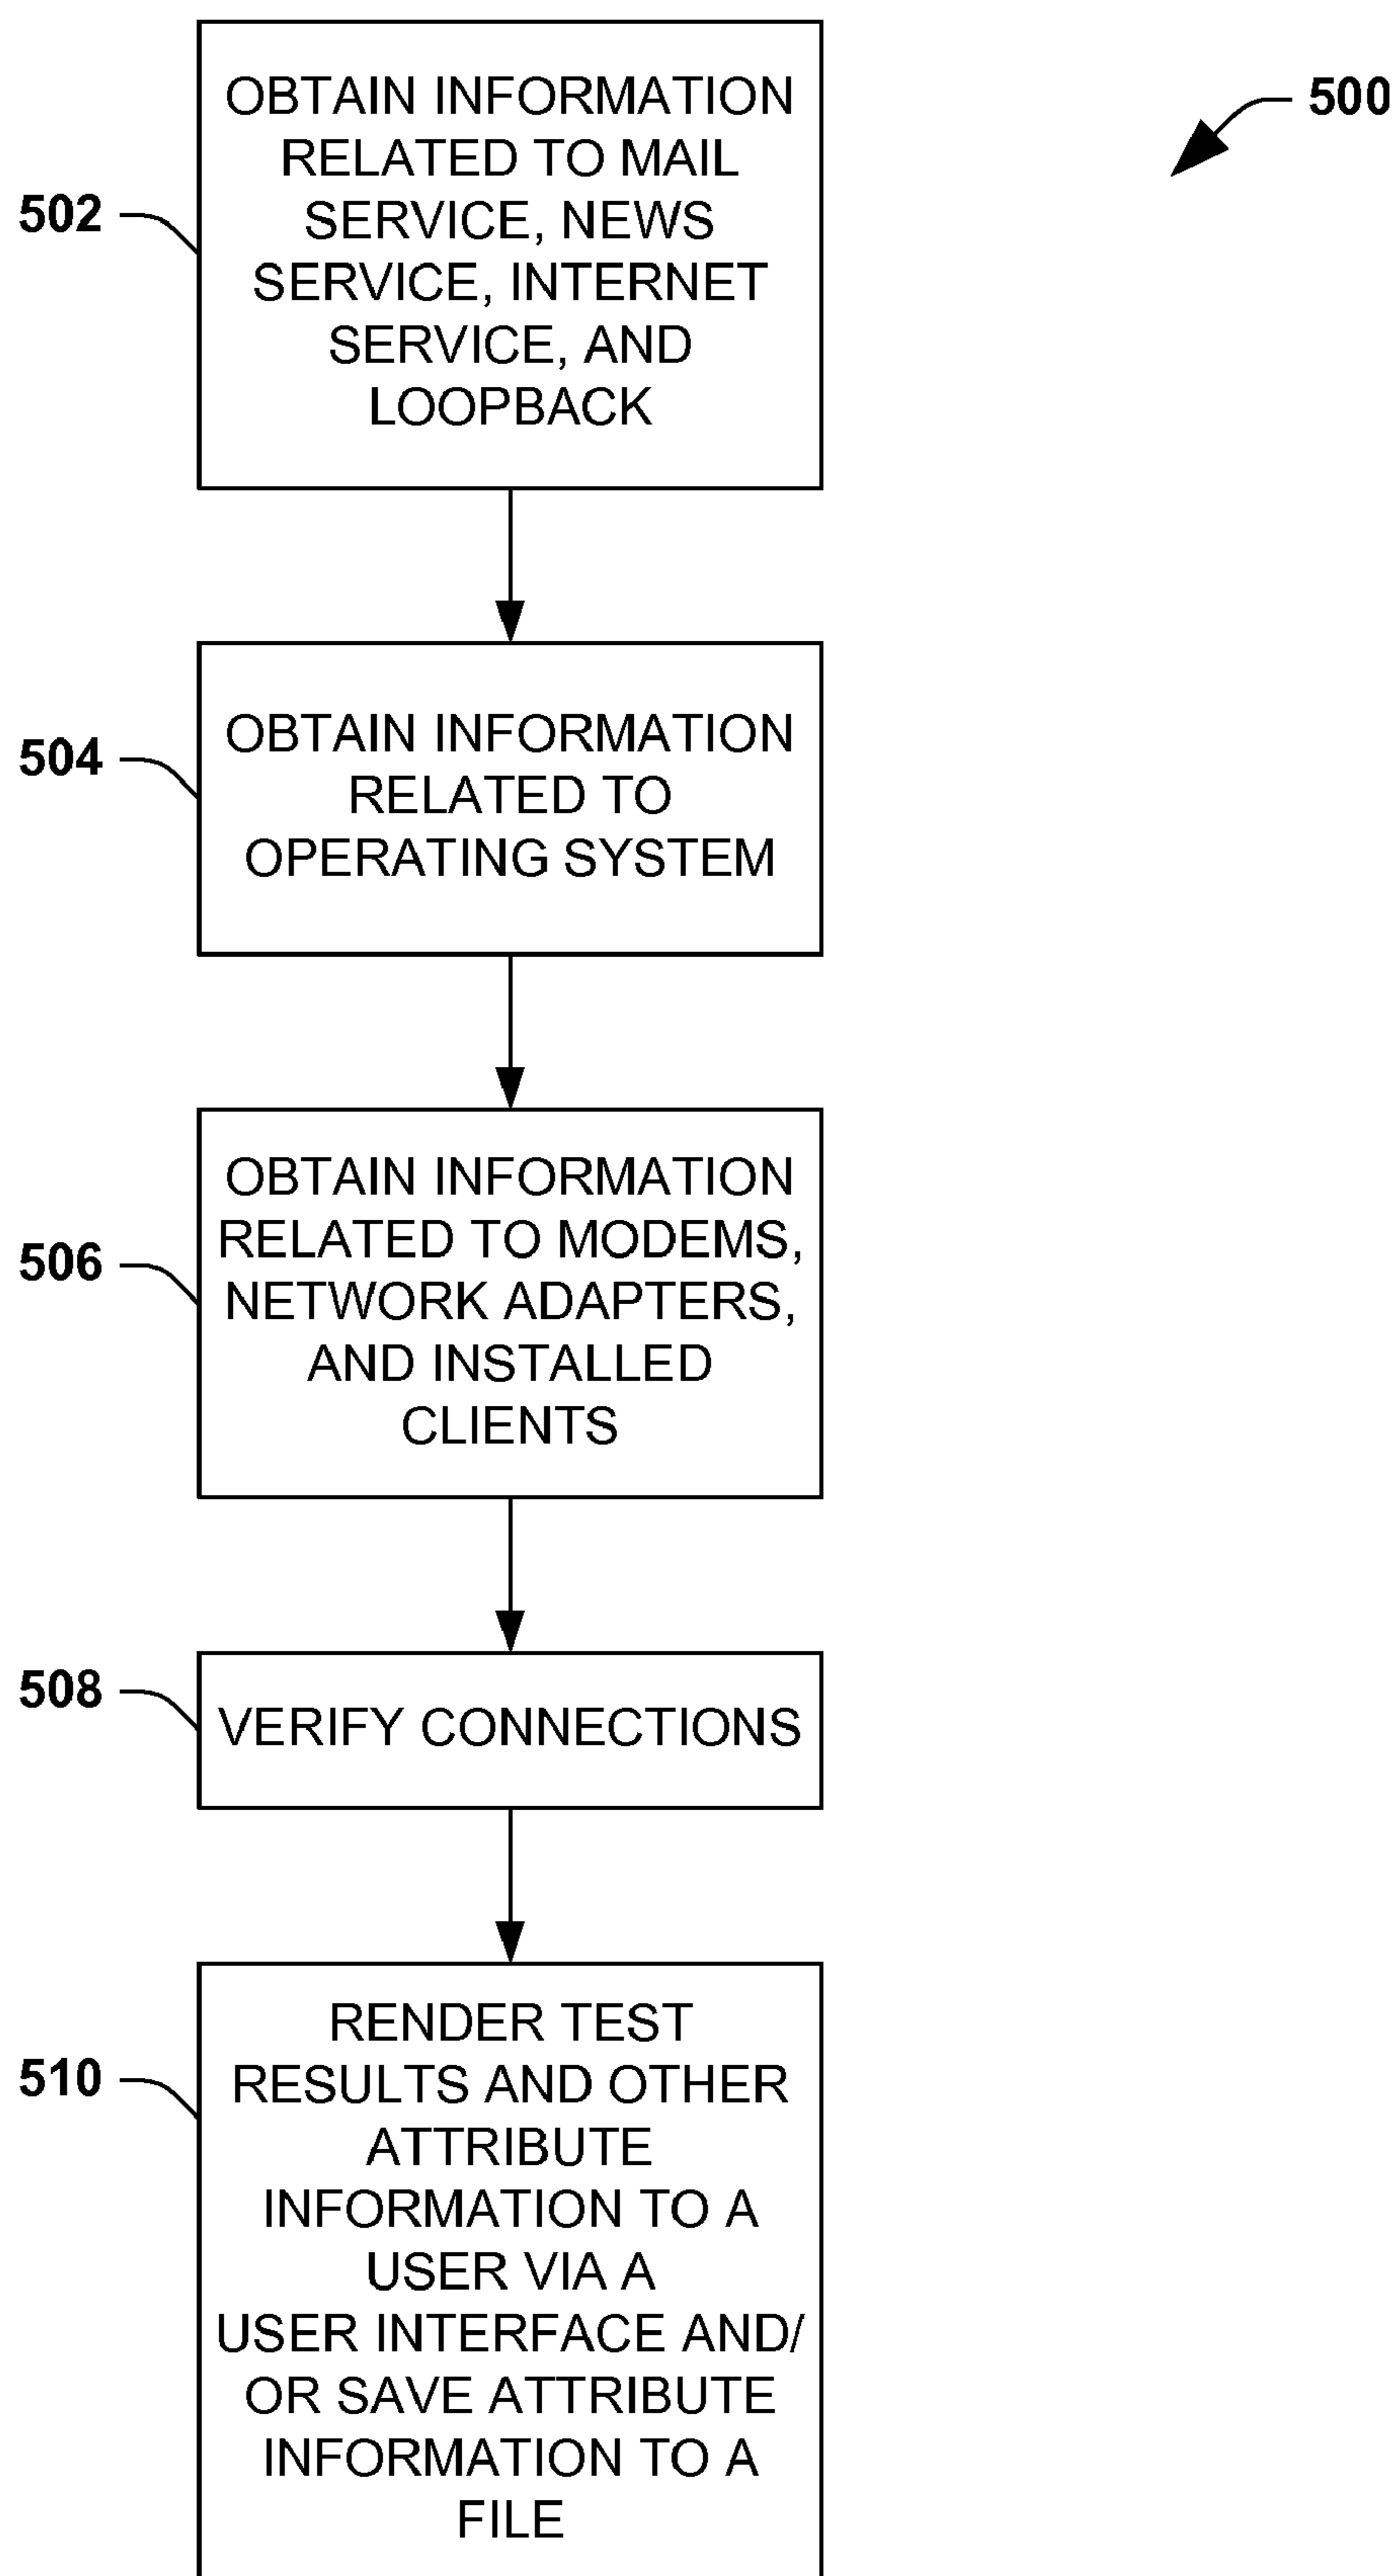 500
502
OBTAIN INFORMATION
RELATED TO MAIL
SERVICE, NEWS
SERVICE, INTERNET
SERVICE, AND
LOOPBACK
504
OBTAIN INFORMATION
RELATED TO
OPERATING SYSTEM
506
OBTAIN INFORMATION
RELATED TO MODEMS,
NETWORK ADAPTERS,
AND INSTALLED
CLIENTS
508
VERIFY CONNECTIONS
510
RENDER TEST
RESULTS AND OTHER
ATTRIBUTE
INFORMATION TO A
USER VIA A
USER INTERFACE AND/
OR SAVE ATTRIBUTE
INFORMATION TO A
FILE